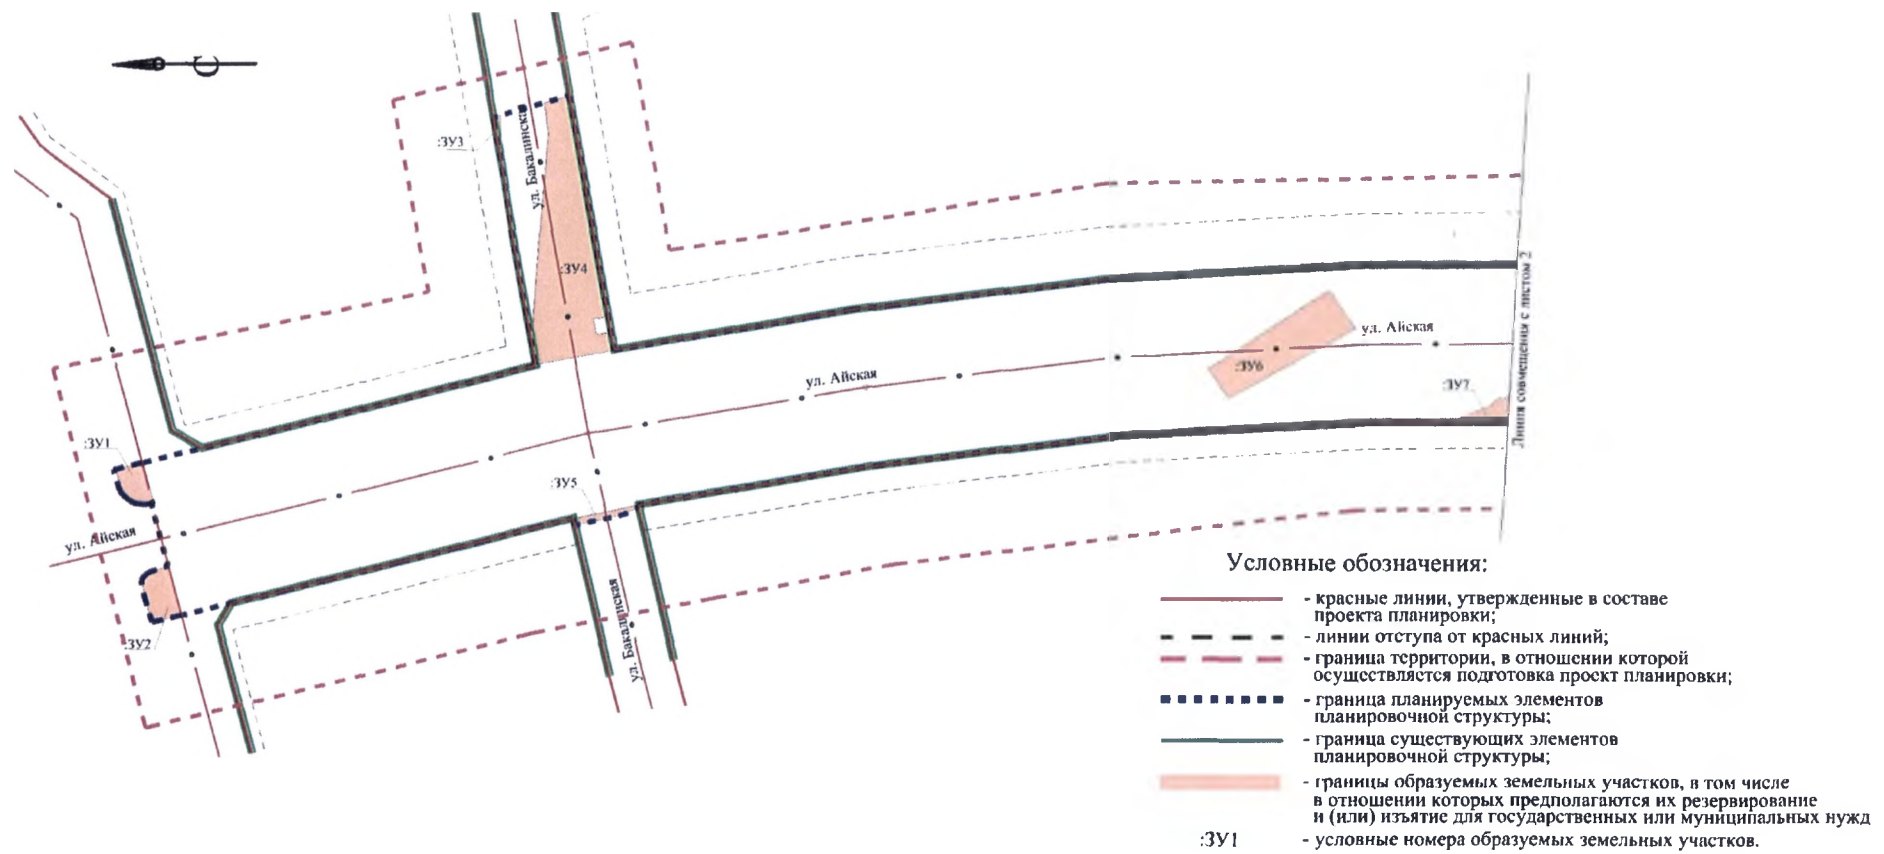 С
:ЗУ3
ул. Бакалинска
:ЗУ4
Линия совмещения с листом 2
ул. Айская
:ЗУ6
ул. Айская
:ЗУ7
:ЗУ1
:ЗУ5
ул. Айская
:ЗУ2
ул. Бакалинская
Условные обозначения:
- красные линии, утвержденные в составе
проекта планировки;
- линии отступа от красных линий;
- граница территории, в отношении которой
осуществляется подготовка проект планировки;
- граница планируемых элементов
планировочной структуры;
- граница существующих элементов
планировочной структуры;
- границы образуемых земельных участков, в том числе
в отношении которых предполагаются их резервирование
и (или) изъятие для государственных или муниципальных нужд
:ЗУ1 - условные номера образуемых земельных участков.